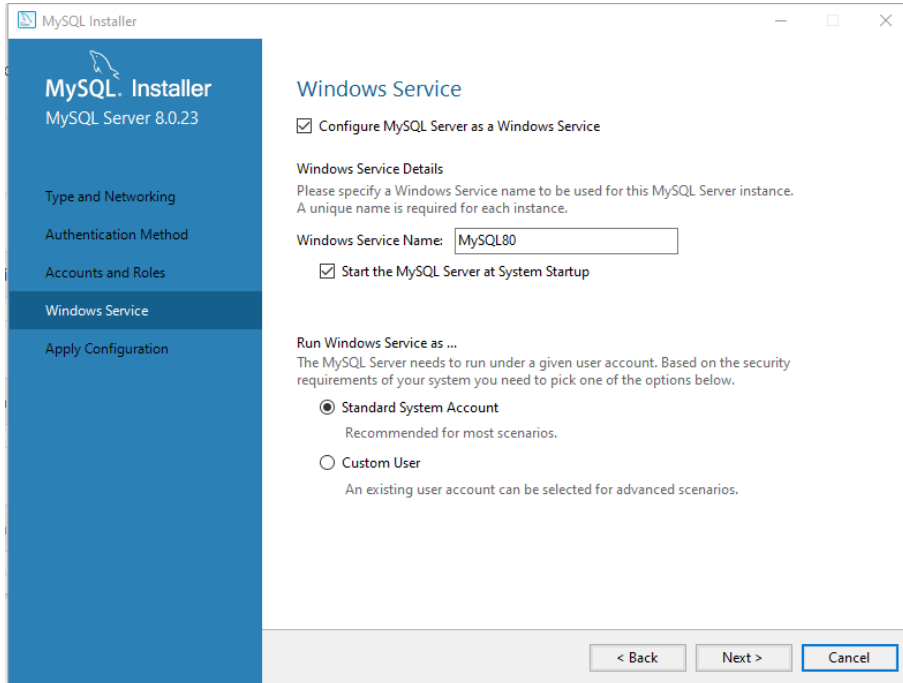 MySQL Installer
MySQL. Installer
MySQL Server 8.0.23
Type and Networking
Authentication Method
Accounts and Roles
Windows Service
Apply Configuration
Windows Service
Configure MySQL Server as a Windows Service
Windows Service Details
Please specify a Windows Service name to be used for this MySQL Server instance.
A unique name is required for each instance.
Windows Service Name: MySQL80
Start the MySQL Server at System Startup
Run Windows Service as ...
The MySQL Server needs to run under a given user account. Based on the security
requirements of your system you need to pick one of the options below.
Standard System Account
Recommended for most scenarios.
Custom User
An existing user account can be selected for advanced scenarios.
< Back Next > Cancel